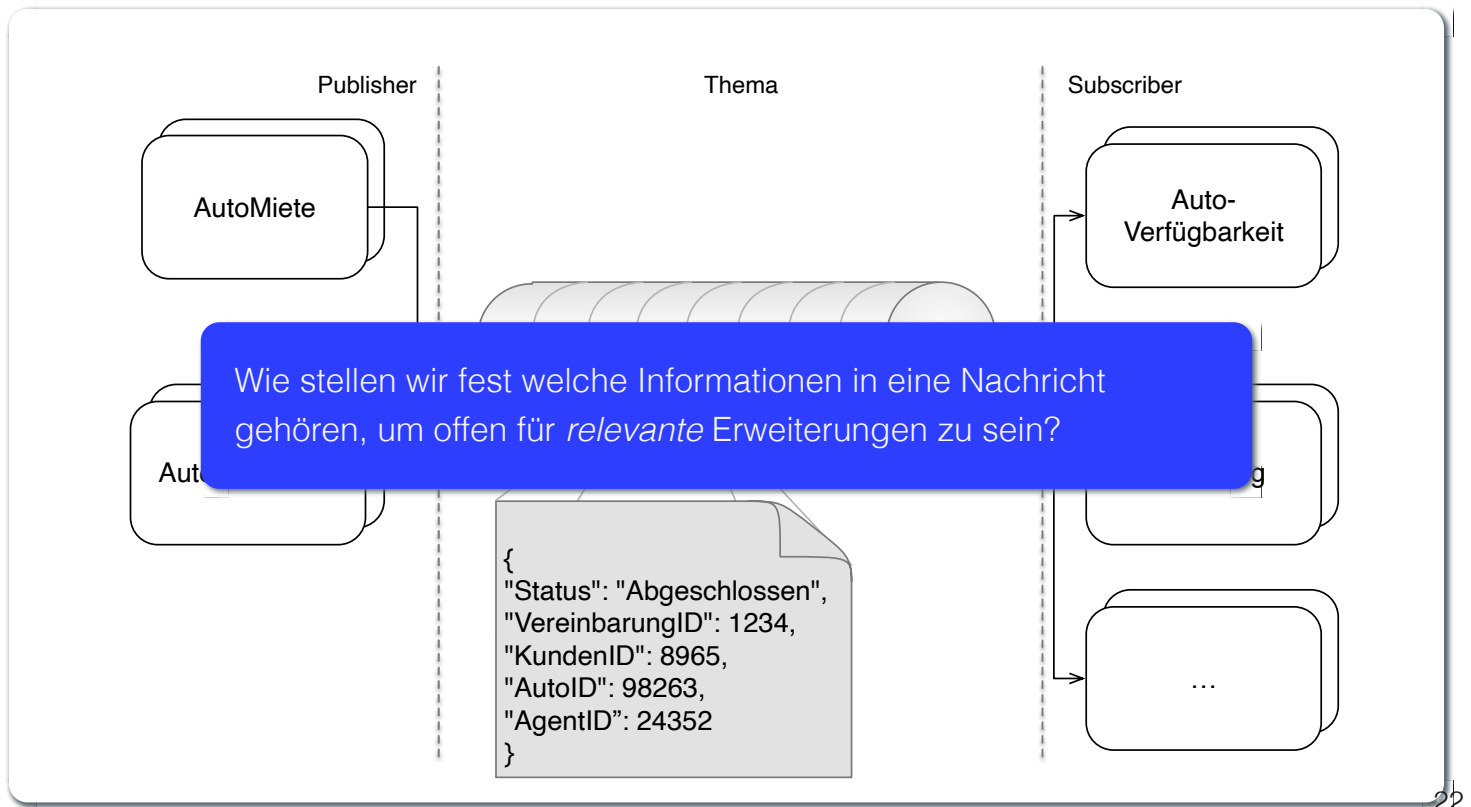 Publisher
Thema
Subscriber
AutoMiete
Auto-
Verfügbarkeit
Wie stellen wir fest welche Informationen in eine Nachricht
gehören, um offen für relevante Erweiterungen zu sein?
{
"Status": "Abgeschlossen",
"VereinbarungID": 1234,
"KundenID": 8965,
"AutoID": 98263,
"AgentID”: 24352
}
…
22